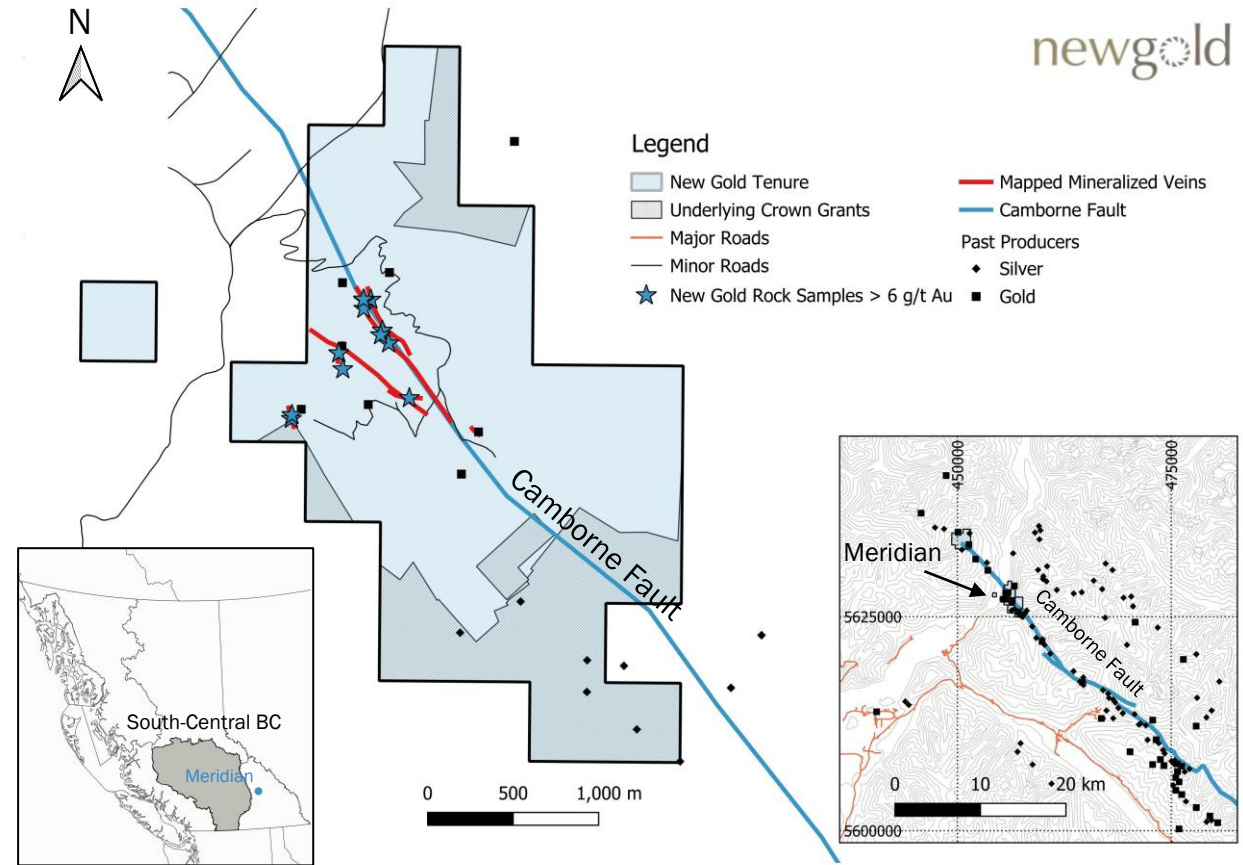 N
newgold
Legend
New Gold Tenure
Underlying Crown Grants
Major Roads
Minor Roads
New Gold Rock Samples > 6 g/t Au
Mapped Mineralized Veins
Camborne Fault
Past Producers
Silver
Gold
Camborne Fault
0 500 1,000 m
South-Central BC
Meridian
450000
475000
Meridian
5625000
Camborne Fault
0 10 20 km
5600000